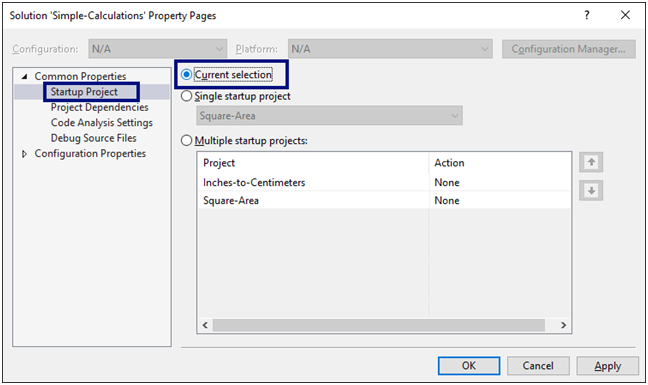 Solution 'Simple-Calculations' Property Pages
Configuration: N/A Platform: N/A Configuration Manager...
Common Properties
Startup Project
Project Dependencies
Code Analysis Settings
Debug Source Files
Configuration Properties
Current selection
Single startup project
Square-Area
Multiple startup projects:
Project Action
Inches-to-Centimeters None
Square-Area None
OK Cancel Apply